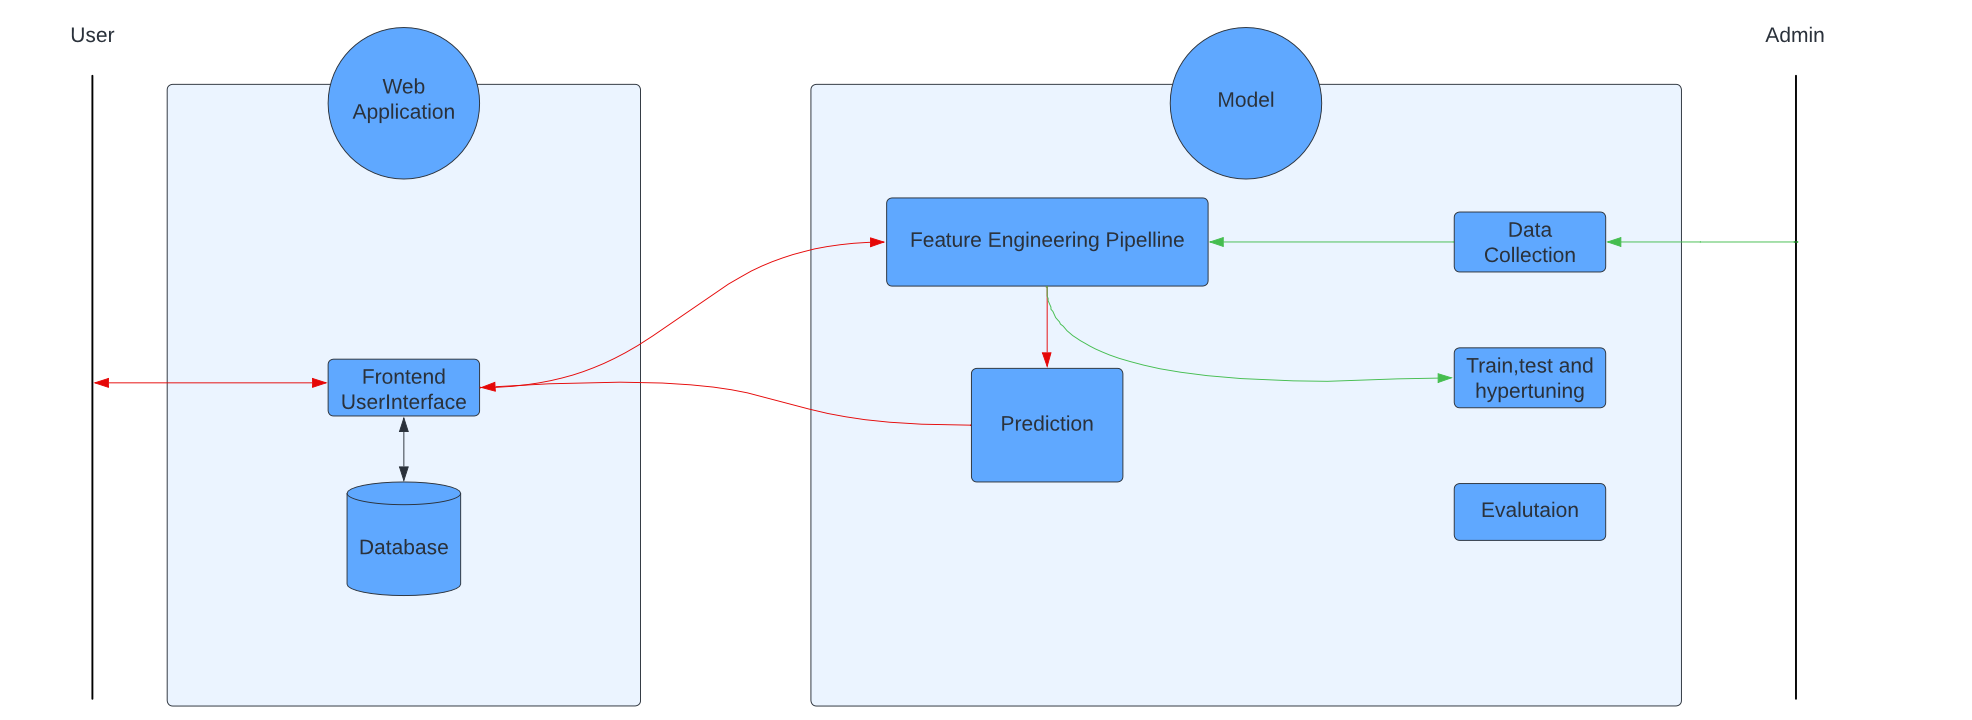 User
Web
Application
Model
Admin
Feature Engineering Pipelline
Data
Collection
Frontend
UserInterface
Train,test and
hypertuning
Prediction
Evalutaion
Database